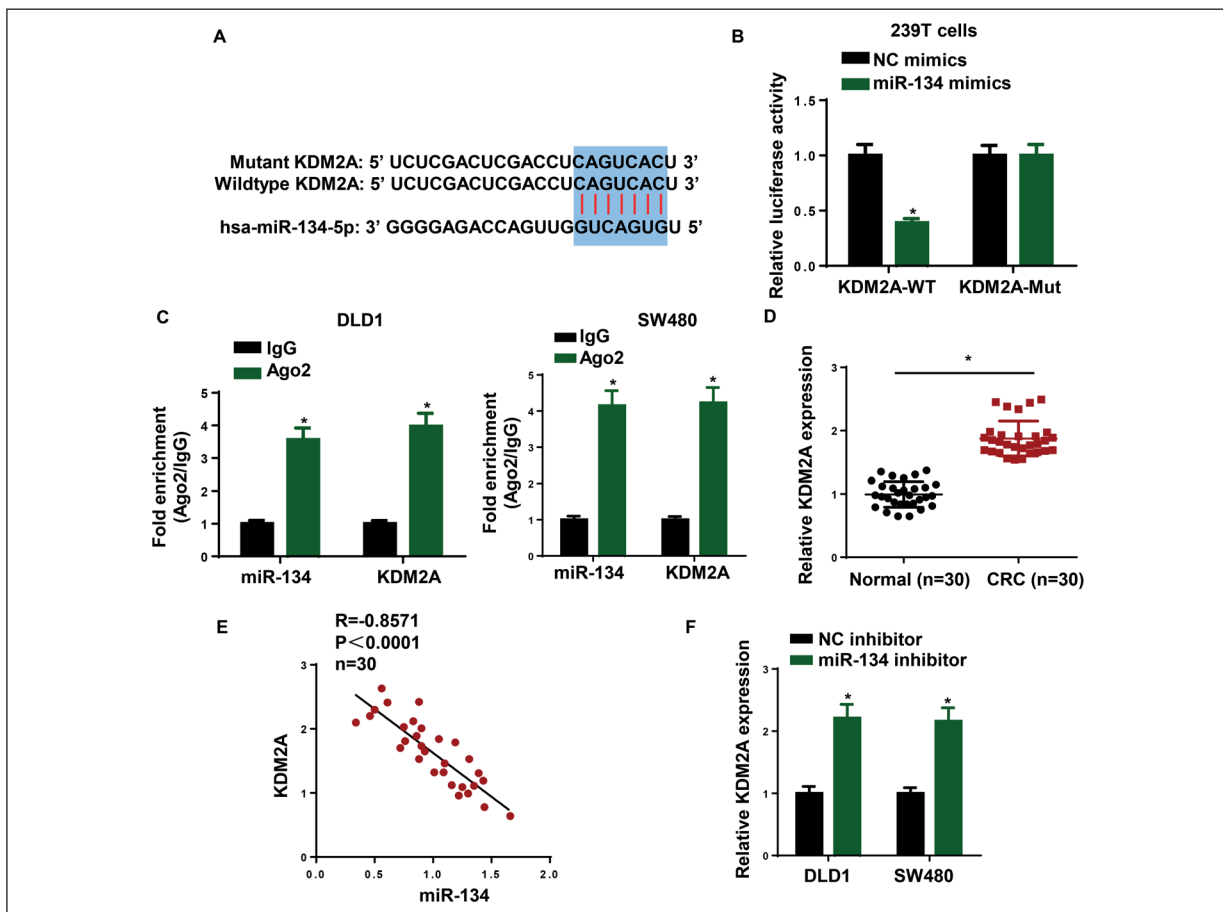 A
Mutant KDM2A: 5’ UCUCGACUCGACCUCAGUCACU 3’
Wildtype KDM2A: 5’ UCUCGACUCGACCUCAGUCACU 3’
hsa-miR-134-5p: 3’ GGGGAGACCAGUUGGUCAGUGU 5’
B
239T cells
NC mimics
miR-134 mimics
Relative luciferase activity
1.5
1.0
0.5
0.0
*
KDM2A-WT KDM2A-Mut
C
DLD1
IgG
Ago2
Fold enrichment
(Ago2/IgG)
5
4
3
2
1
0
* *
miR-134 KDM2A
SW480
IgG
Ago2
Fold enrichment
(Ago2/IgG)
5
4
3
2
1
0
* *
miR-134 KDM2A
D
Relative KDM2A expression
3
2
1
0
*
Normal (n=30) CRC (n=30)
E
R=-0.8571
P＜0.0001
n=30
KDM2A
3
2
1
0
0.0 0.5 1.0 1.5 2.0
miR-134
F
NC inhibitor
miR-134 inhibitor
Relative KDM2A expression
3
2
1
0
* *
DLD1 SW480